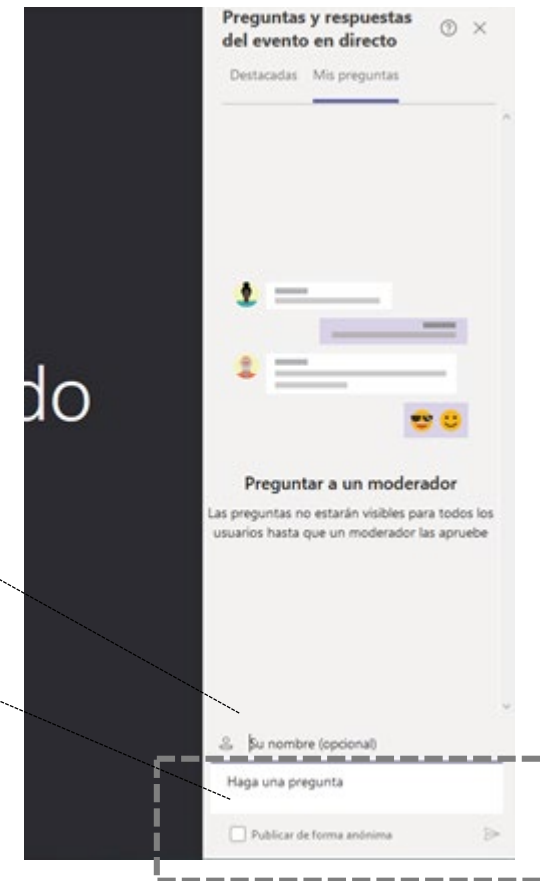 Preguntas y respuestas
del evento en directo
Destacadas Mis preguntas
do
Preguntar a un moderador
Las preguntas no estarán visibles para todos los
usuarios hasta que un moderador las apruebe
Su nombre (opcional)
Haga una pregunta
Publicar de forma anónima